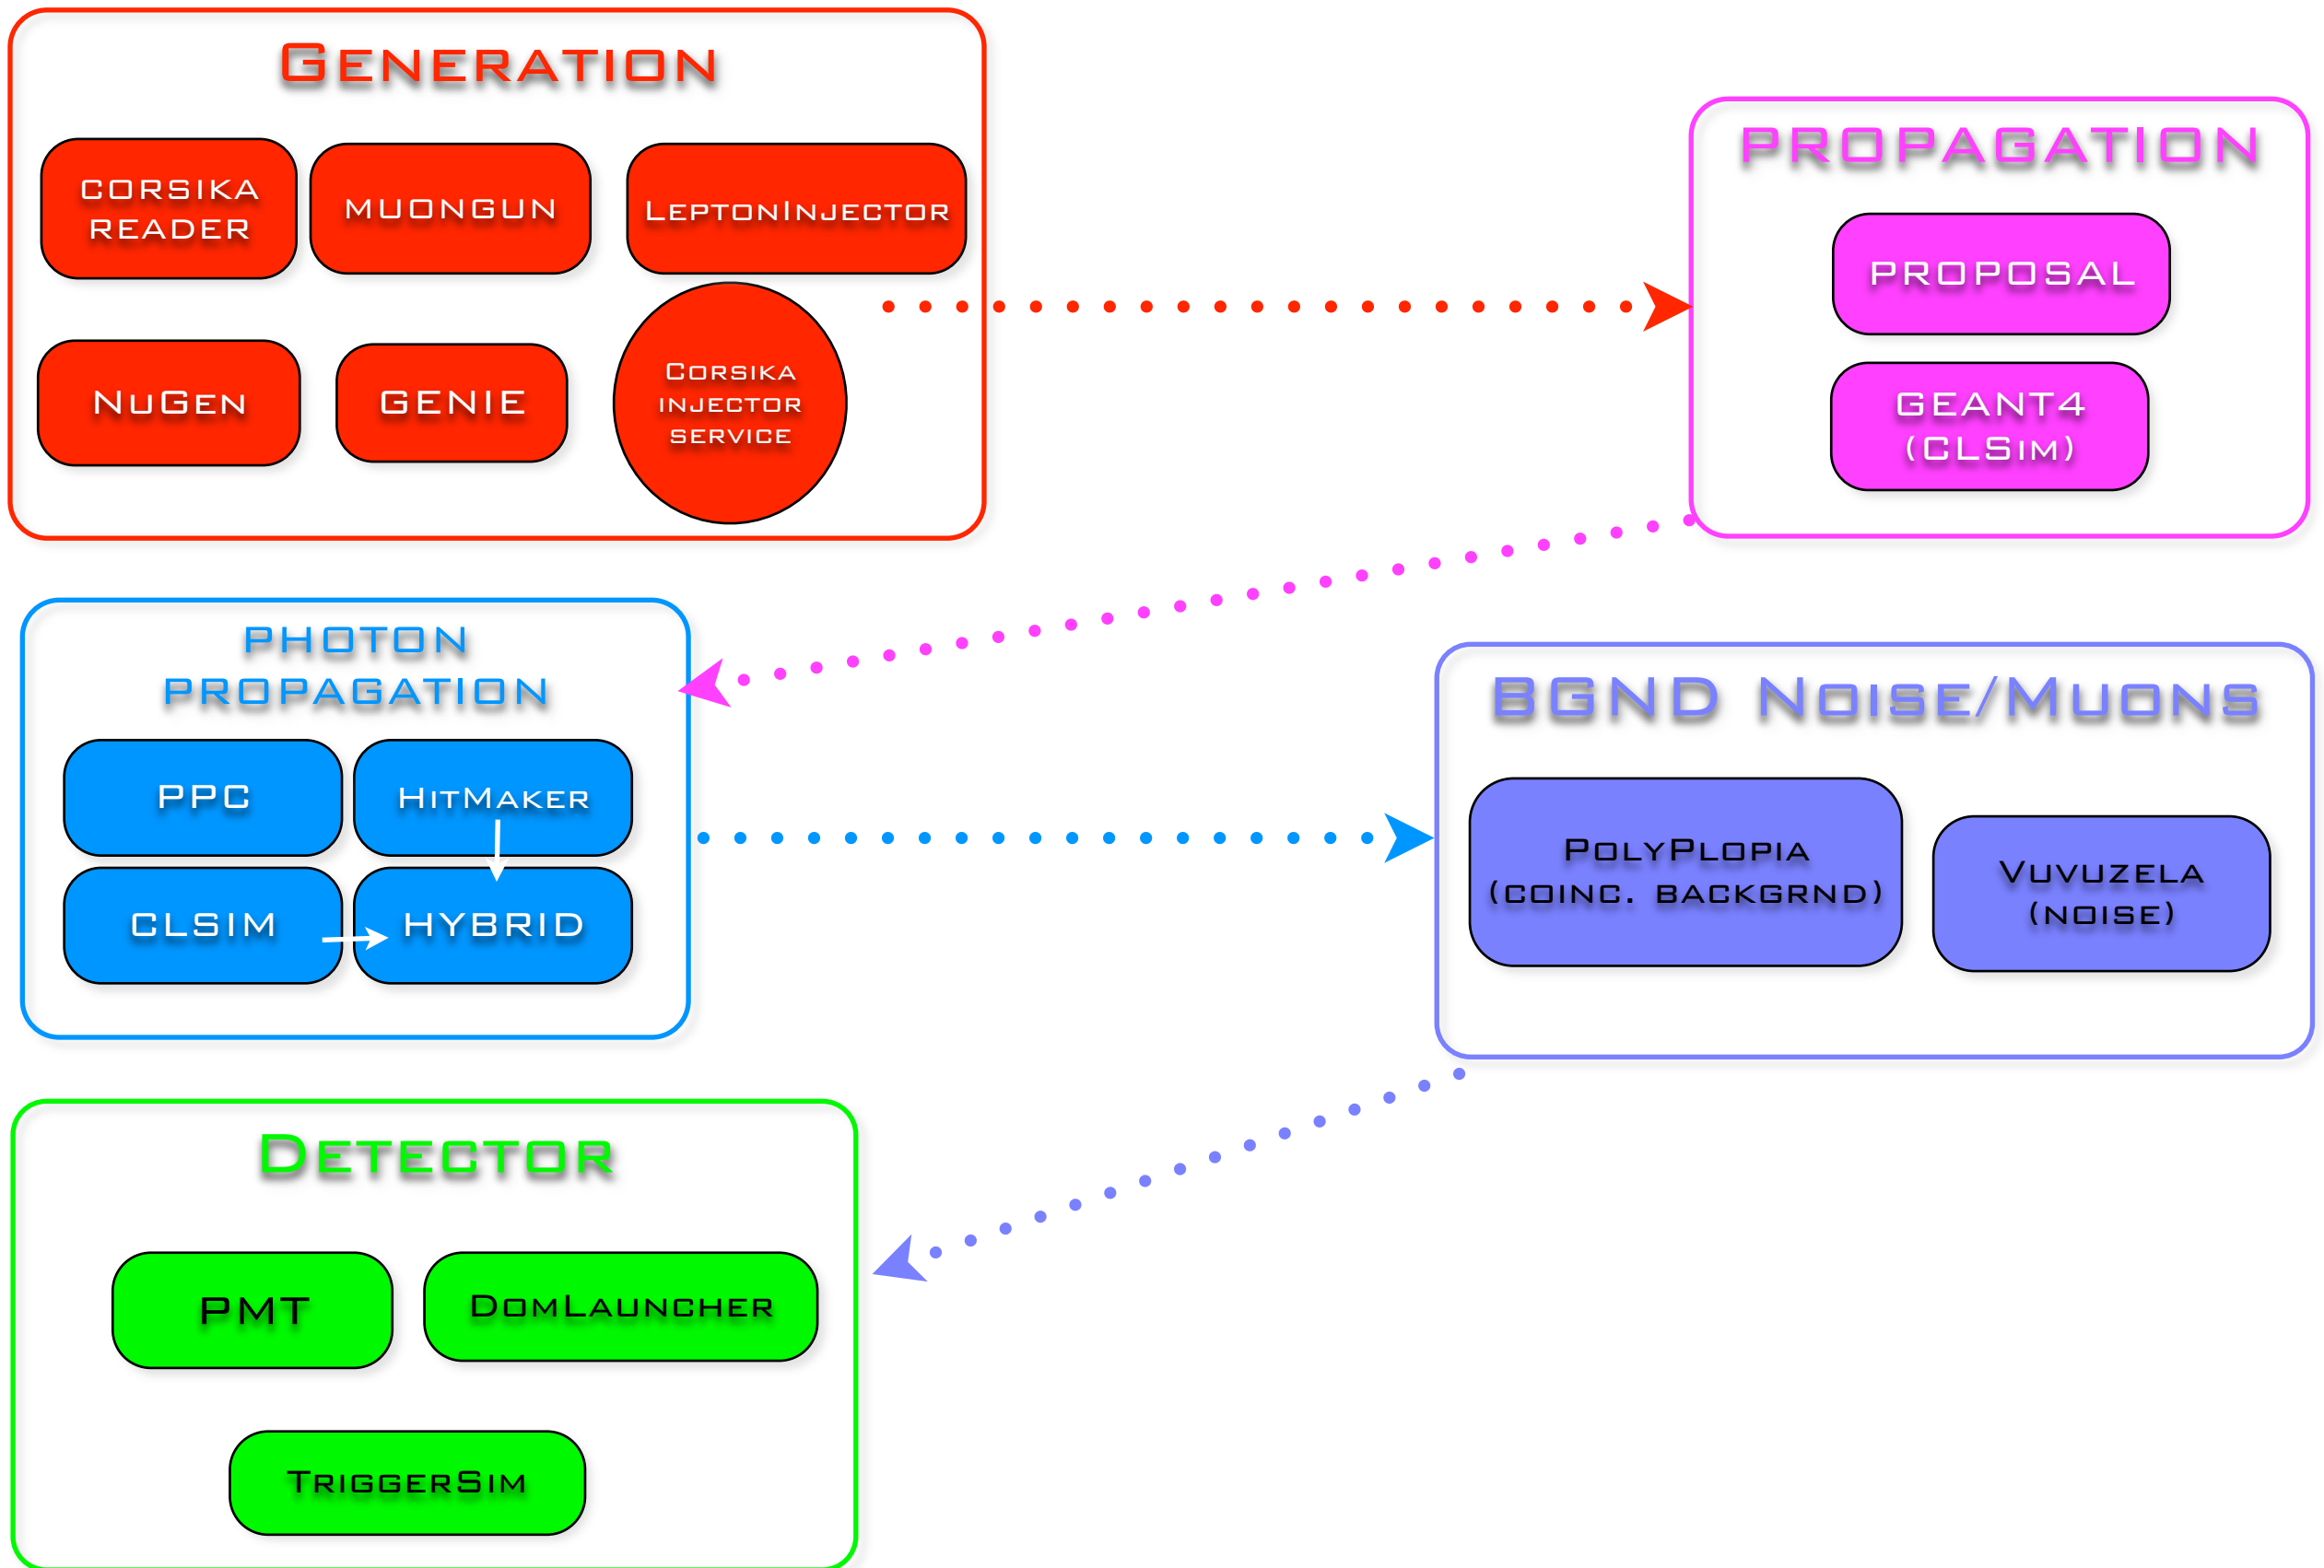 Generation
CORSIKA
READER
MUONGUN
LeptonInjector
NuGen
GENIE
Corsika
injector
service
PROPAGATION
PROPOSAL
GEANT4
(CLSim)
PHOTON
PROPAGATION
PPC
HitMaker
CLSIM
HYBRID
BGND Noise/Muons
PolyPlopia
(coinc. backgrnd)
Vuvuzela
(noise)
Detector
PMT
DomLauncher
TriggerSim